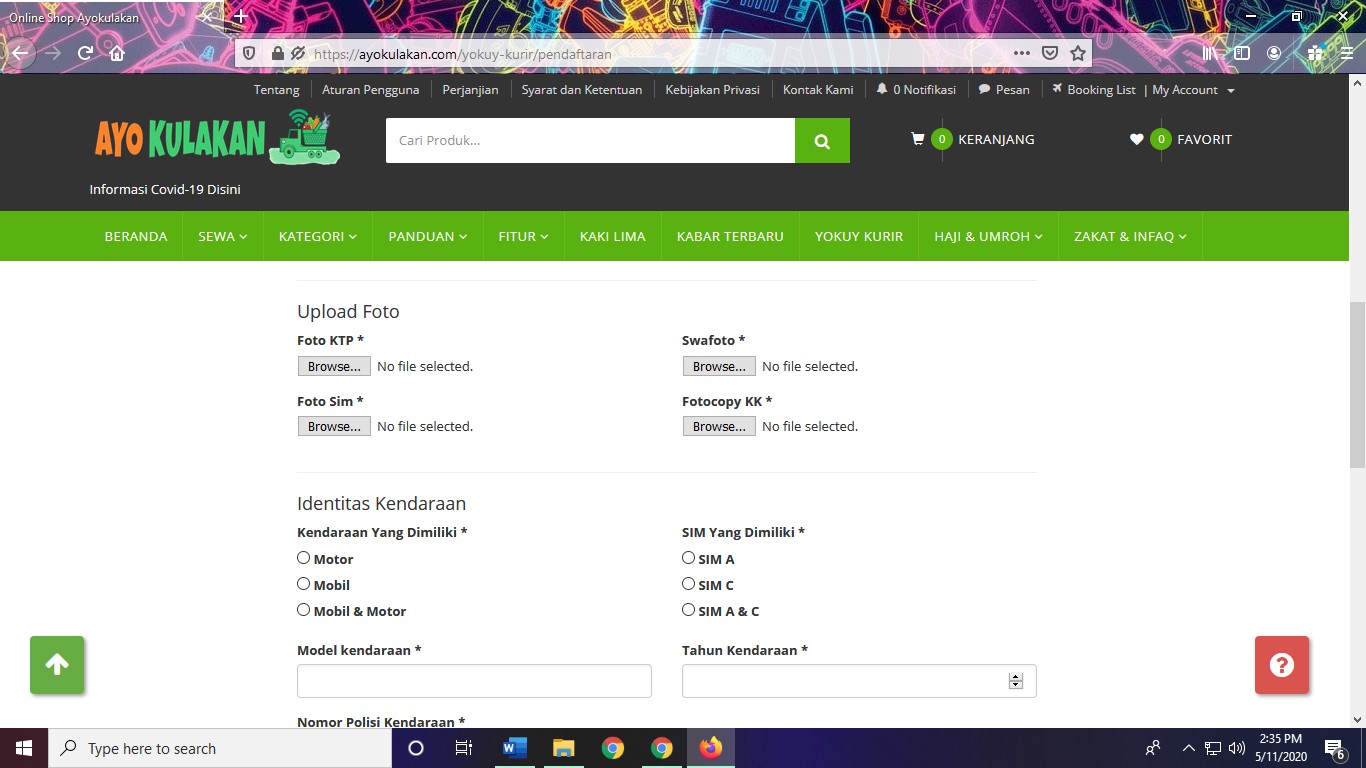 Online Shop Ayokulakan
https://ayokulakan.com/yokuy-kurir/pendaftaran
Tentang Aturan Pengguna Perjanjian Syarat dan Ketentuan Kebijakan Privasi Kontak Kami 0 Notifikasi Pesan Booking List | My Account
AYO KULAKAN
Cari Produk...
0 KERANJANG
0 FAVORIT
Informasi Covid-19 Disini
BERANDA SEWA KATEGORI PANDUAN FITUR KAKI LIMA KABAR TERBARU YOKUY KURIR HAJI & UMROH ZAKAT & INFAQ
Upload Foto
Foto KTP * Swafoto *
Browse... No file selected. Browse... No file selected.
Foto Sim * Fotocopy KK *
Browse... No file selected. Browse... No file selected.
Identitas Kendaraan
Kendaraan Yang Dimiliki * SIM Yang Dimiliki *
Motor SIM A
Mobil SIM C
Mobil & Motor SIM A & C
Model kendaraan * Tahun Kendaraan *
Nomor Polisi Kendaraan *
Type here to search
2:35 PM
5/11/2020
6